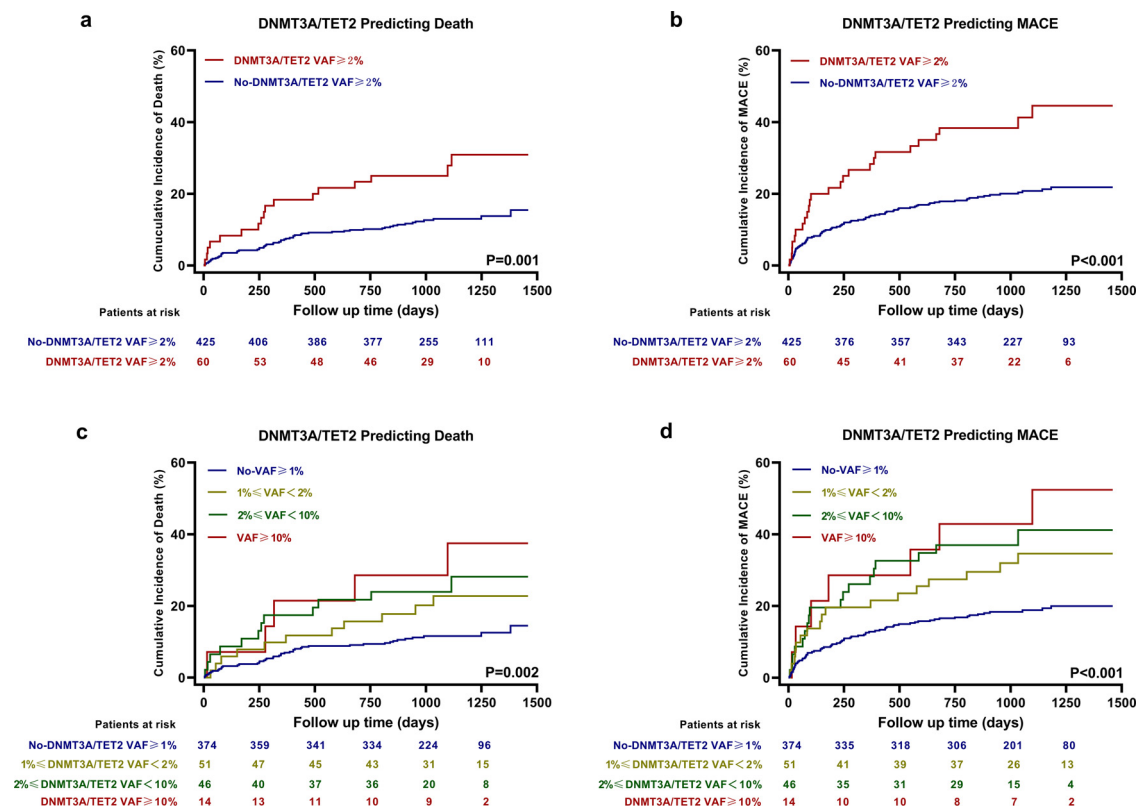 a
DNMT3A/TET2 Predicting Death
60
40
20
0
Cumuculative Incidence of Death (%)
DNMT3A/TET2 VAF≥2%
No-DNMT3A/TET2 VAF≥2%
P=0.001
0 250 500 750 1000 1250 1500
Patients at risk
Follow up time (days)
No-DNMT3A/TET2 VAF≥2% 425 406 386 377 255 111
DNMT3A/TET2 VAF≥2% 60 53 48 46 29 10
b
DNMT3A/TET2 Predicting MACE
60
40
20
0
Cumulative Incidence of MACE (%)
DNMT3A/TET2 VAF≥2%
No-DNMT3A/TET2 VAF≥2%
P<0.001
0 250 500 750 1000 1250 1500
Patients at risk
Follow up time (days)
No-DNMT3A/TET2 VAF≥2% 425 376 357 343 227 93
DNMT3A/TET2 VAF≥2% 60 45 41 37 22 6
c
DNMT3A/TET2 Predicting Death
60
40
20
0
Cumulative Incidence of Death (%)
No-VAF≥1%
1%≤VAF<2%
2%≤VAF<10%
VAF≥10%
P=0.002
0 250 500 750 1000 1250 1500
Patients at risk
Follow up time (days)
No-DNMT3A/TET2 VAF≥1% 374 359 341 334 224 96
1%≤DNMT3A/TET2 VAF<2% 51 47 45 43 31 15
2%≤DNMT3A/TET2 VAF<10% 46 40 37 36 20 8
DNMT3A/TET2 VAF≥10% 14 13 11 10 9 2
d
DNMT3A/TET2 Predicting MACE
60
40
20
0
Cumulative Incidence of MACE (%)
No-VAF≥1%
1%≤VAF<2%
2%≤VAF<10%
VAF≥10%
P<0.001
0 250 500 750 1000 1250 1500
Patients at risk
Follow up time (days)
No-DNMT3A/TET2 VAF≥1% 374 335 318 306 201 80
1%≤DNMT3A/TET2 VAF<2% 51 41 39 37 26 13
2%≤DNMT3A/TET2 VAF<10% 46 35 31 29 15 4
DNMT3A/TET2 VAF≥10% 14 10 10 8 7 2